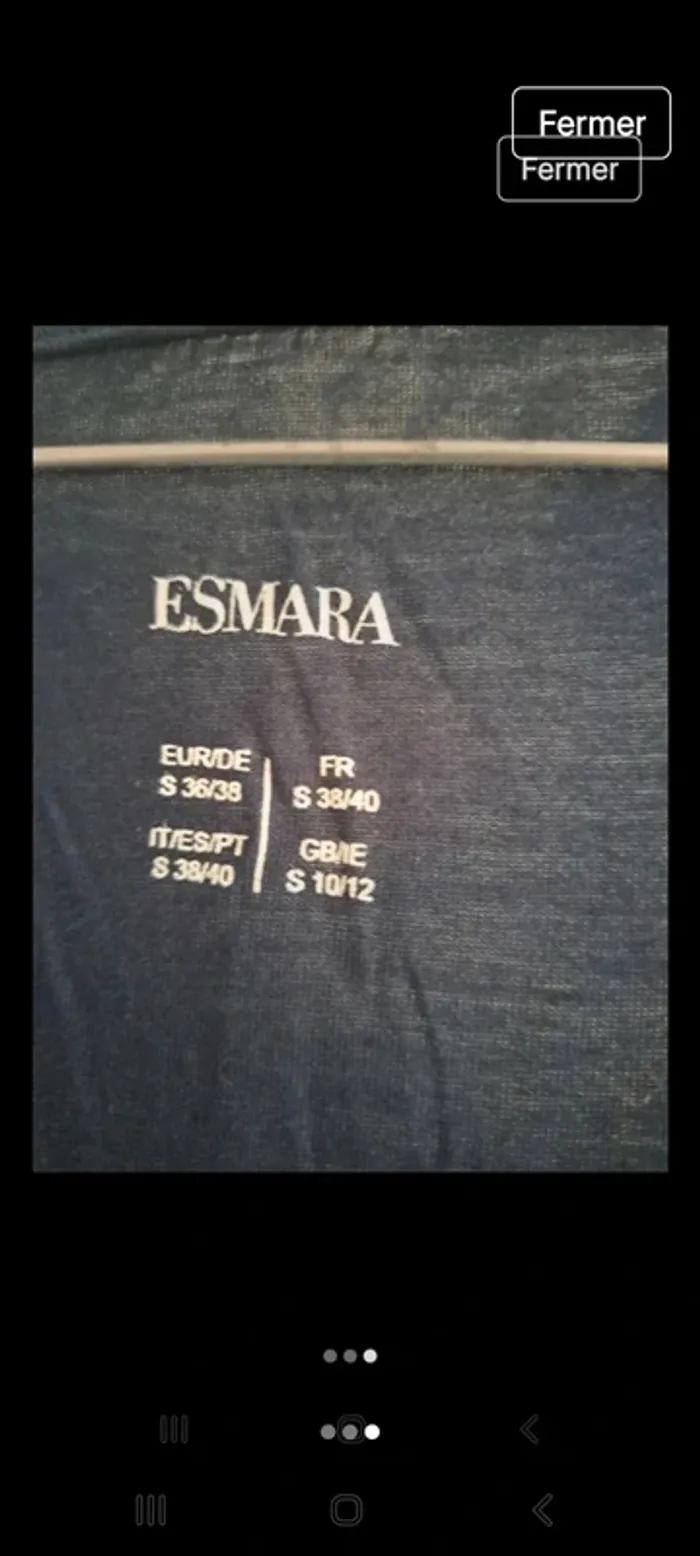 Fermer
Fermer
ESMARA
EUR/DE
S 36/38
FR
S 38/40
IT/ES/PT
S 38/40
GB/IE
S 10/12